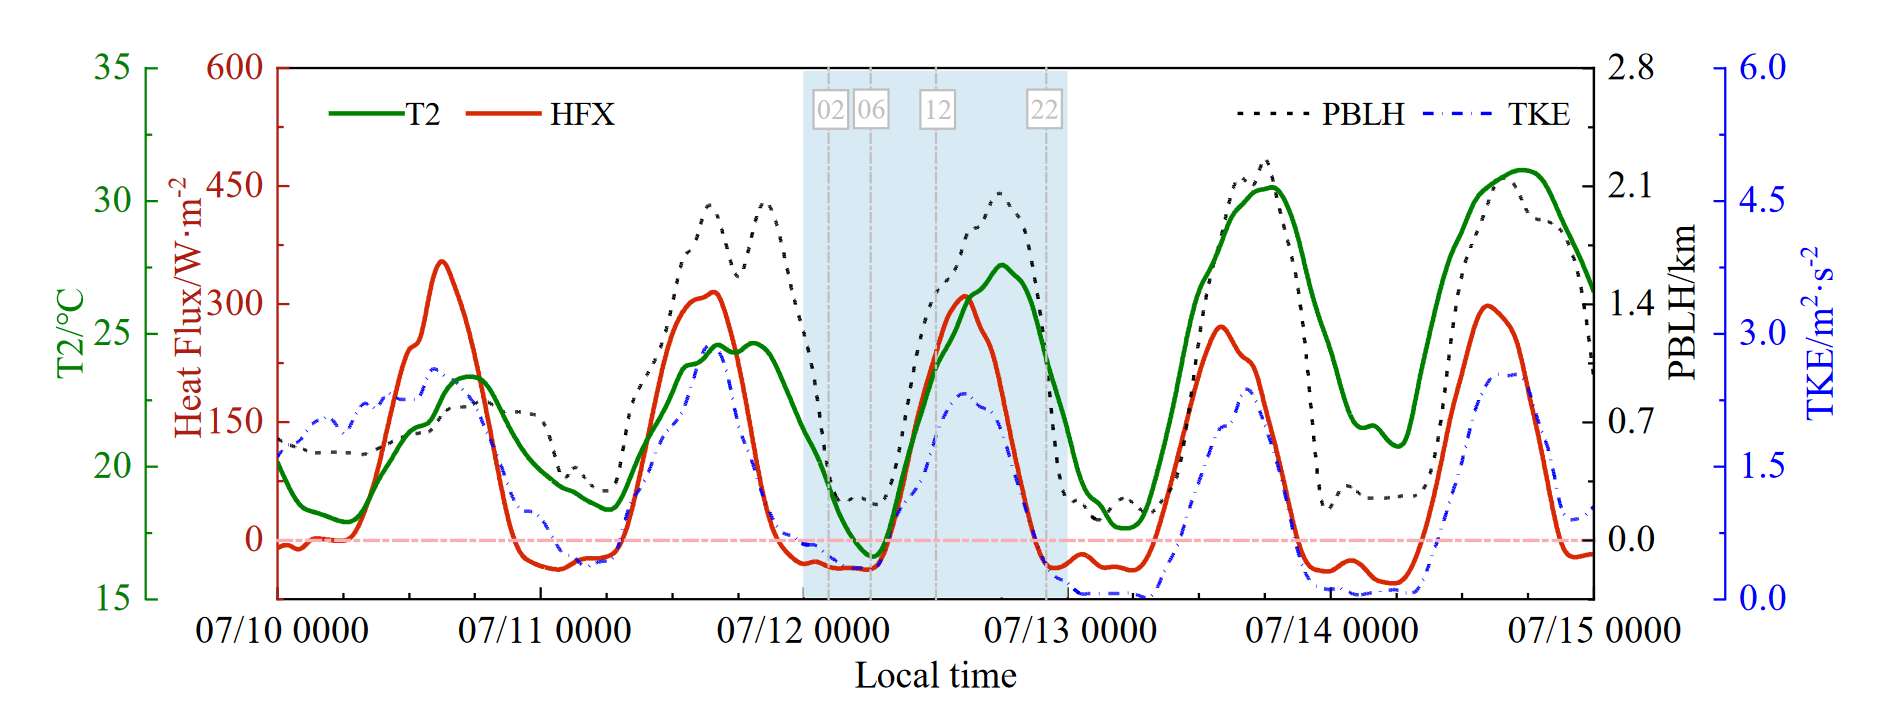 35 600 2.8 6.0
02 06 12 22
T2 HFX PBLH TKE
30 450 2.1 4.5
T2/°C
Heat Flux/W·m-2
25 300 1.4 3.0
PBLH/km
TKE/m2·s-2
20 150 0.7 1.5
15 0 0.0 0.0
07/10 0000 07/11 0000 07/12 0000 07/13 0000 07/14 0000 07/15 0000
Local time